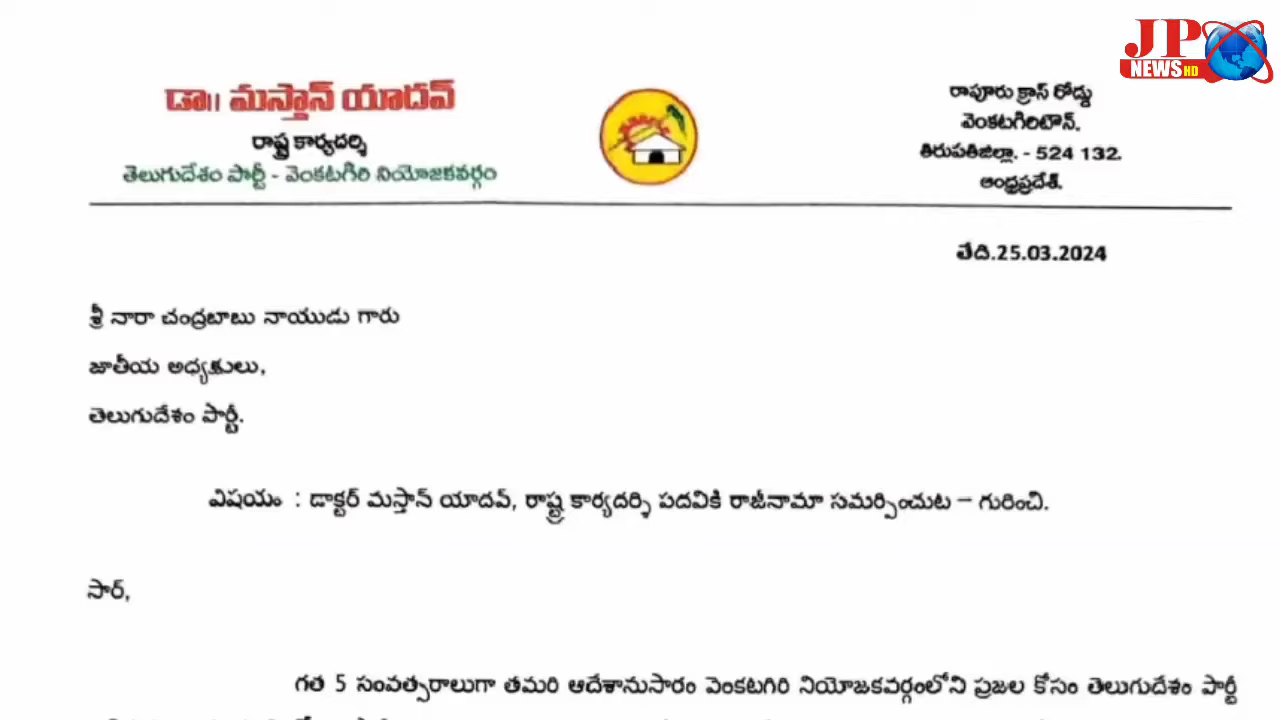 JP
NEWS HD
డా॥ మస్తాన్ యాదవ్
రాష్ట్ర కార్యదర్శి
తెలుగుదేశం పార్టీ - వెంకటగిరి నియోజకవర్గం
రాపూరు క్రాస్ రోడ్డు
వెంకటగిరిటౌన్.
తిరుపతిజిల్లా. - 524 132.
ఆంధ్రప్రదేశ్.
తేది.25.03.2024
శ్రీ నారా చంద్రబాబు నాయుడు గారు
జాతీయ అధ్యక్షులు,
తెలుగుదేశం పార్టీ.
విషయం : డాక్టర్ మస్తాన్ యాదవ్, రాష్ట్ర కార్యదర్శి పదవికి రాజీనామా సమర్పించుట – గురించి.
సార్,
గత 5 సంవత్సరాలుగా తమరి ఆదేశానుసారం వెంకటగిరి నియోజకవర్గంలోని ప్రజల కోసం తెలుగుదేశం పార్టీ